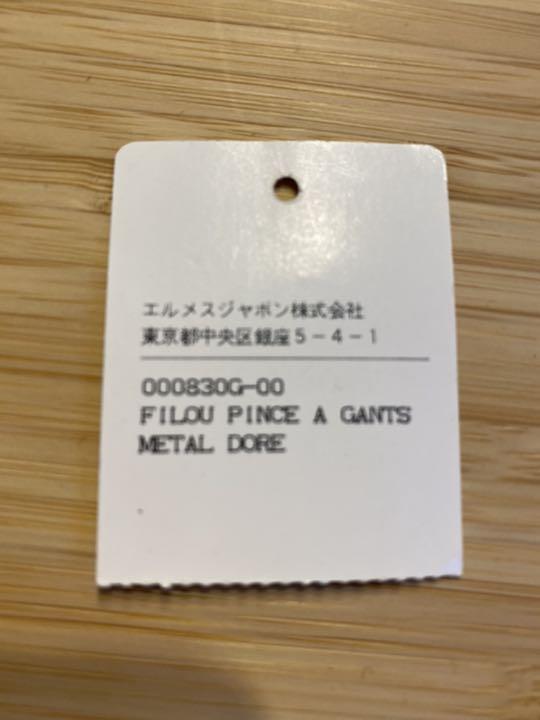 エルメスジャポン株式会社
東京都中央区銀座5-4-1
000830G-00
FILOU PINCE A GANTS
METAL DORE